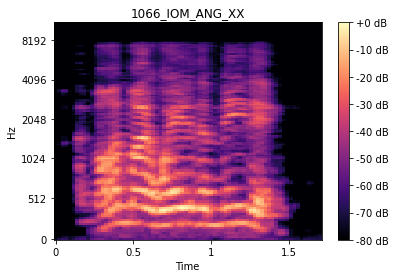 1066_IOM_ANG_XX
8192
4096
2048
1024
512
0
Hz
0
0.5
1
1.5
Time
+0 dB
-10 dB
-20 dB
-30 dB
-40 dB
-50 dB
-60 dB
-70 dB
-80 dB